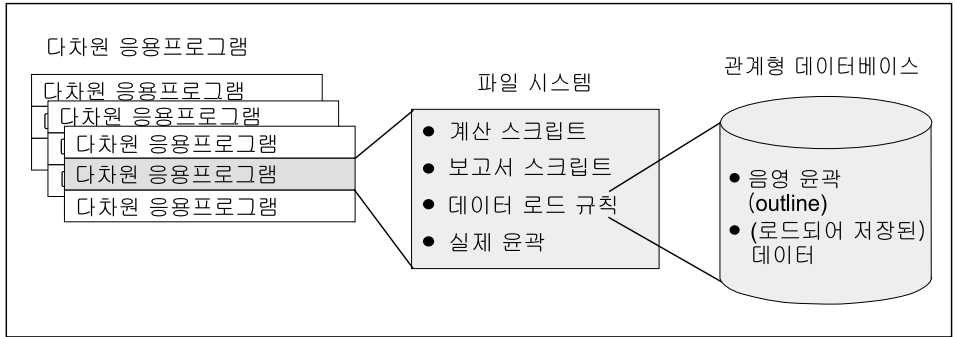 다차원 응용프로그램
다차원 응용프로그램
다차원 응용프로그램
다차원 응용프로그램
다차원 응용프로그램
다차원 응용프로그램
파일 시스템
● 계산 스크립트
● 보고서 스크립트
● 데이터 로드 규칙
● 실제 윤곽
관계형 데이터베이스
● 음영 윤곽
(outline)
● (로드되어 저장된)
데이터